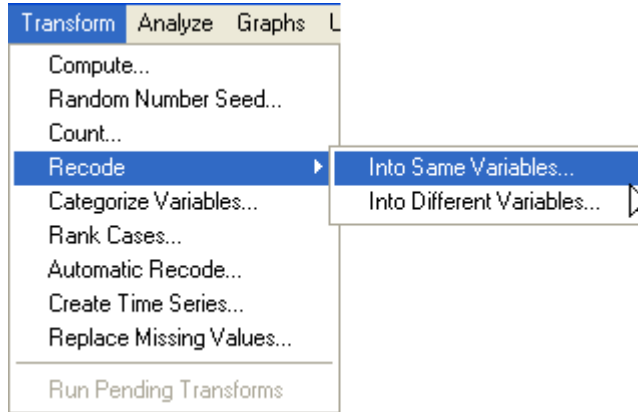 Transform Analyze Graphs
Compute...
Random Number Seed...
Count...
Recode Into Same Variables...
Categorize Variables... Into Different Variables...
Rank Cases...
Automatic Recode...
Create Time Series...
Replace Missing Values...
Run Pending Transforms